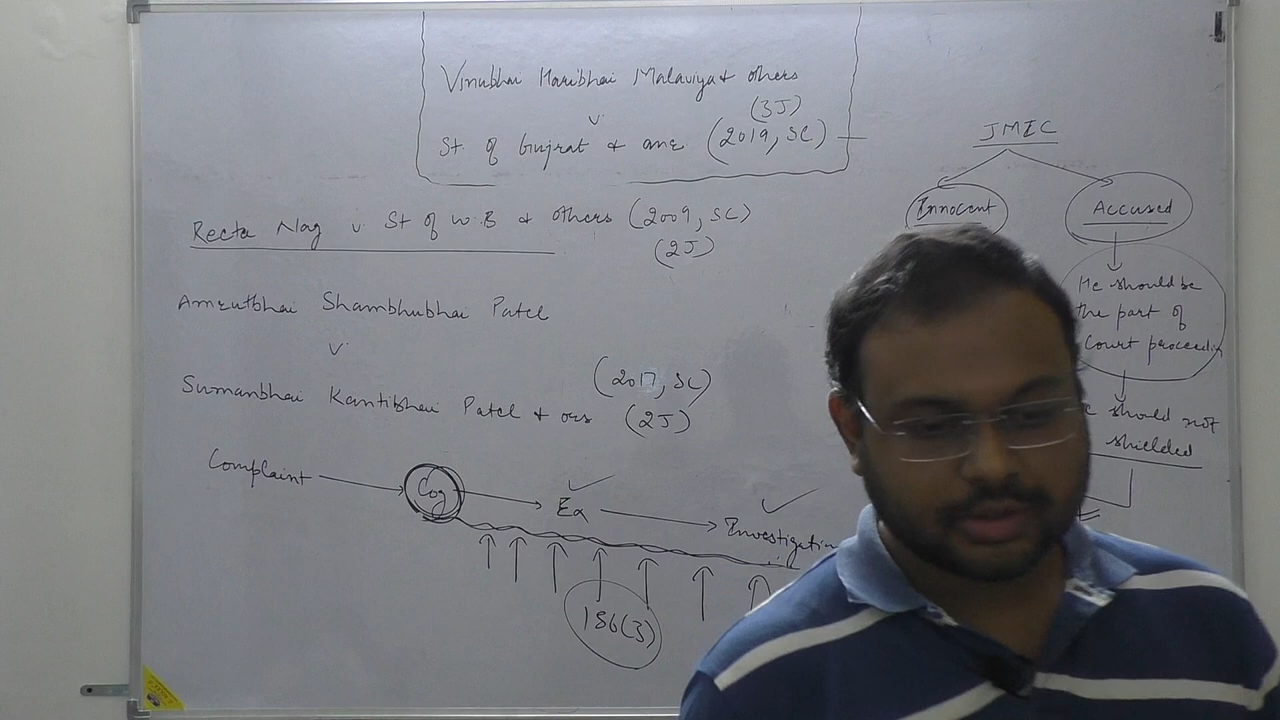 Vinubhai Haribhai Malaviya & others
(3J)
v.
St. of Gujrat & anr (2019, SC)
Reeta Nag v. St of W.B & others (2009, SC)
(2J)
Amrutbhai Shambhubhai Patel
v.
(2017, SC)
Sumanbhai Kantibhai Patel & ors (2J)
Complaint
Cog
Ex
Investigation
156(3)
JMIC
Innocent
Accused
He should be
the part of
Court proceedin
should not
shielded